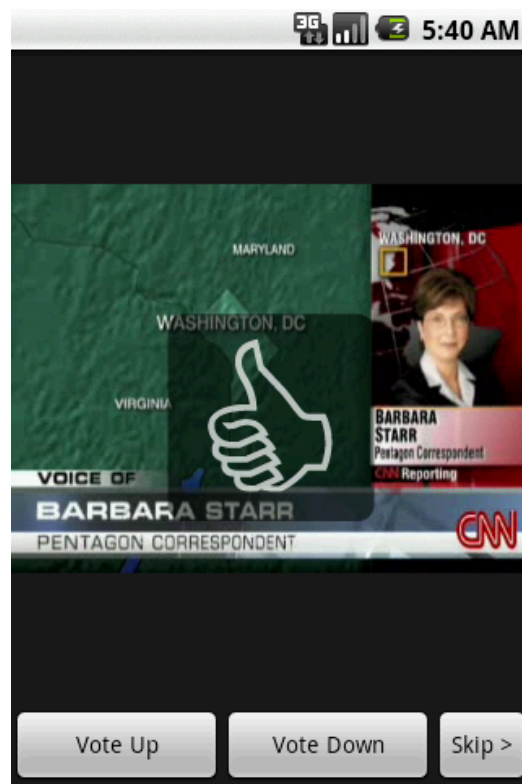 3G 5:40 AM
MARYLAND
WASHINGTON, DC
WASHINGTON, DC
VIRGINIA
BARBARA
STARR
Pentagon Correspondent
CNN Reporting
VOICE OF
BARBARA STARR
PENTAGON CORRESPONDENT
CNN
Vote Up
Vote Down
Skip >